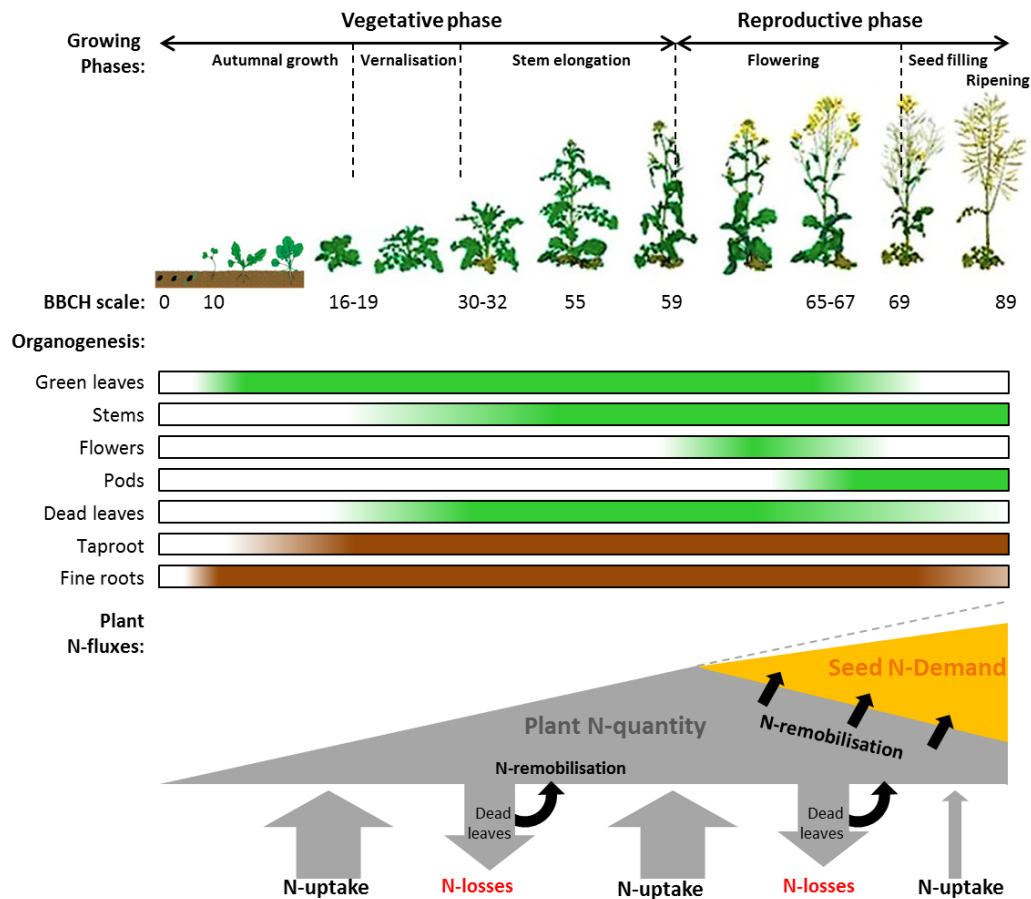 Vegetative phase
Reproductive phase
Growing
Phases:
Autumnal growth
Vernalisation
Stem elongation
Flowering
Seed filling
Ripening
BBCH scale:
0
10
16-19
30-32
55
59
65-67
69
89
Organogenesis:
Green leaves
Stems
Flowers
Pods
Dead leaves
Taproot
Fine roots
Plant
N-fluxes:
Seed N-Demand
Plant N-quantity
N-remobilisation
N-remobilisation
Dead
leaves
Dead
leaves
N-uptake
N-losses
N-uptake
N-losses
N-uptake